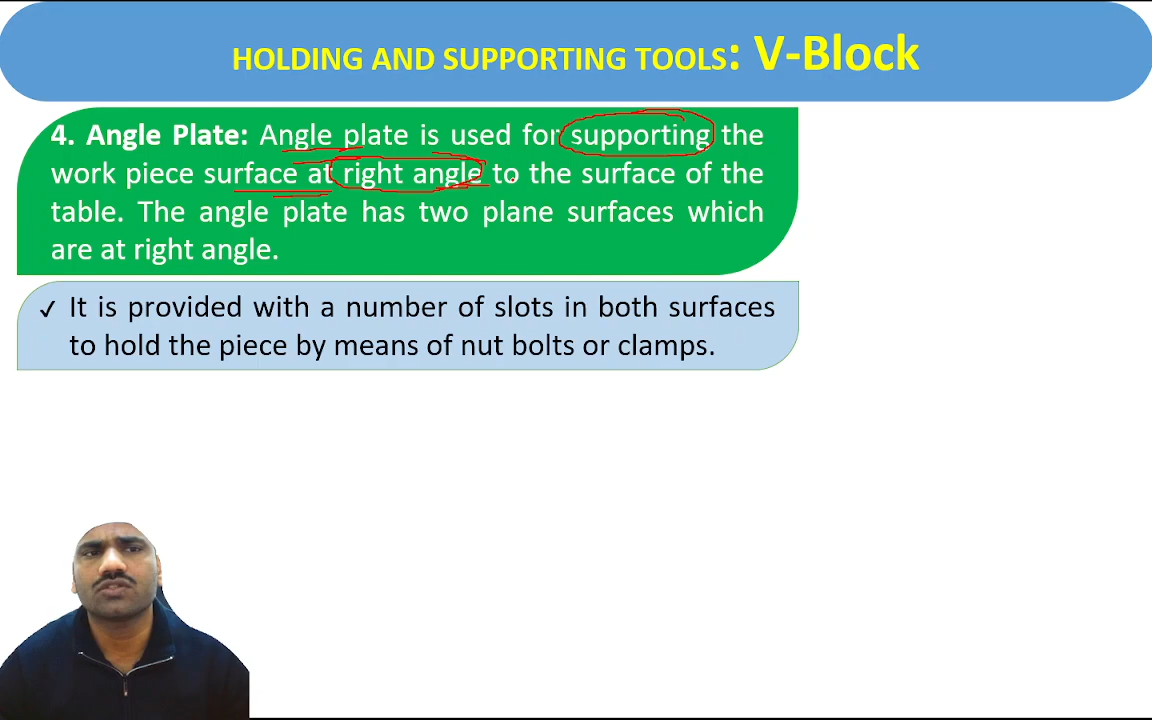 HOLDING AND SUPPORTING TOOLS: V-Block
4. Angle Plate: Angle plate is used for supporting the
work piece surface at right angle to the surface of the
table. The angle plate has two plane surfaces which
are at right angle.
✓ It is provided with a number of slots in both surfaces
to hold the piece by means of nut bolts or clamps.